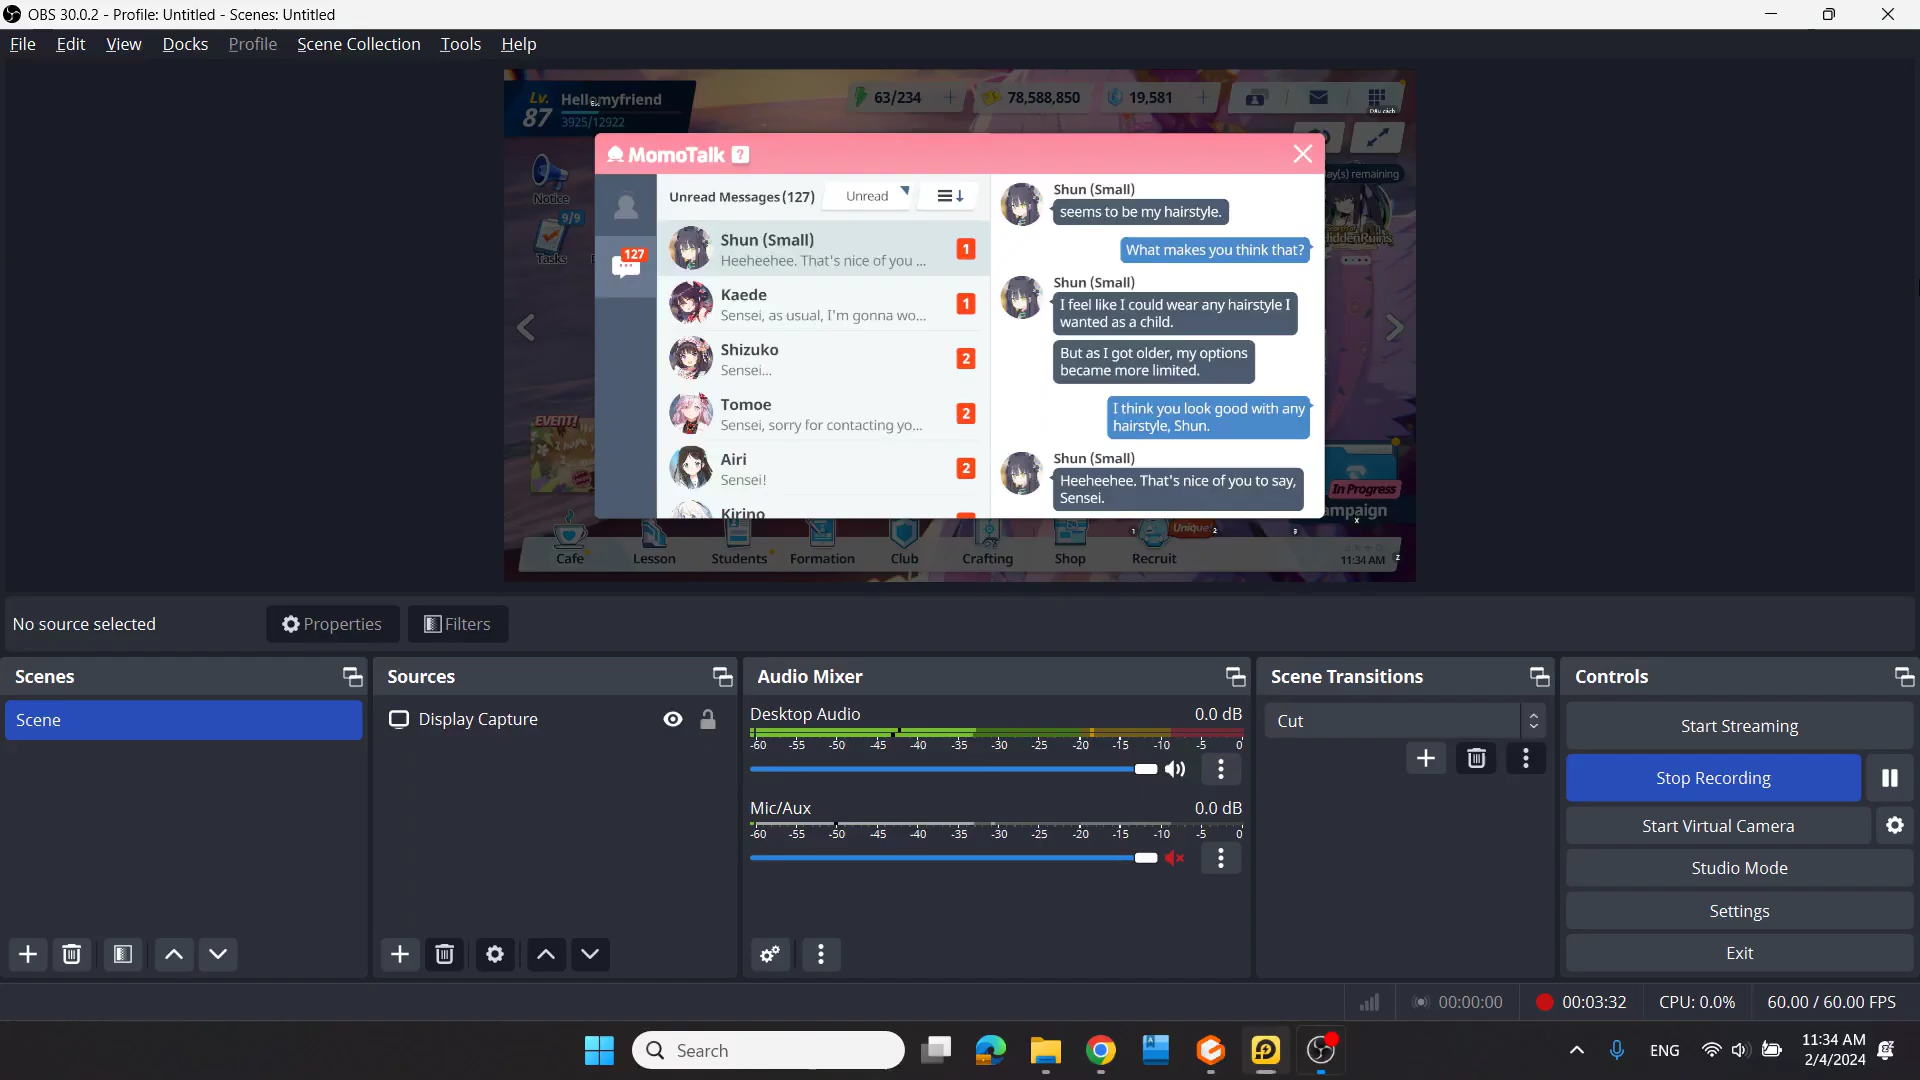 OBS 30.0.2 - Profile: Untitled - Scenes: Untitled
File Edit View Docks Profile Scene Collection Tools Help
Lv. 87 Hellomyfriend
3925/12922
63/234 78,588,850 19,581
MomoTalk ?
Notice
9/9
Tasks
EVENT!
Unread Messages (127) Unread
127
Shun (Small)
Heeheehee. That's nice of you ...
1
Kaede
Sensei, as usual, I'm gonna wo...
1
Shizuko
Sensei...
2
Tomoe
Sensei, sorry for contacting yo...
2
Airi
Sensei!
2
Kirino
Shun (Small)
seems to be my hairstyle.
What makes you think that?
Shun (Small)
I feel like I could wear any hairstyle I
wanted as a child.
But as I got older, my options
became more limited.
I think you look good with any
hairstyle, Shun.
Shun (Small)
Heeheehee. That's nice of you to say,
Sensei.
ay(s) remaining
In Progress
ampaign
X
1 Unique 2 3
Cafe Lesson Students Formation Club Crafting Shop Recruit
11:34 AM Z
No source selected Properties Filters
Scenes
Scene
Sources
Display Capture
Audio Mixer
Desktop Audio 0.0 dB
-60 -55 -50 -45 -40 -35 -30 -25 -20 -15 -10 -5 0
Mic/Aux 0.0 dB
-60 -55 -50 -45 -40 -35 -30 -25 -20 -15 -10 -5 0
Scene Transitions
Cut
Controls
Start Streaming
Stop Recording
Start Virtual Camera
Studio Mode
Settings
Exit
00:00:00 00:03:32 CPU: 0.0% 60.00 / 60.00 FPS
Search
ENG
11:34 AM
2/4/2024